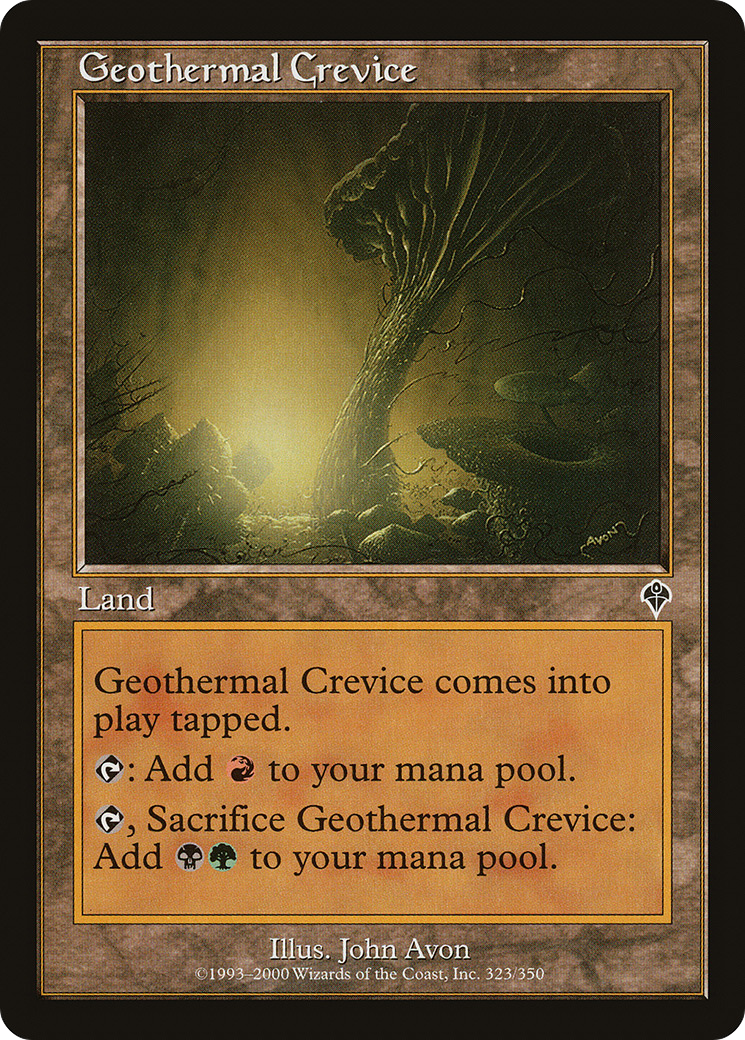 Geothermal Crevice
AVON
Land
Geothermal Crevice comes into
play tapped.
: Add to your mana pool.
, Sacrifice Geothermal Crevice:
Add to your mana pool.
Illus. John Avon
©1993–2000 Wizards of the Coast, Inc. 323/350